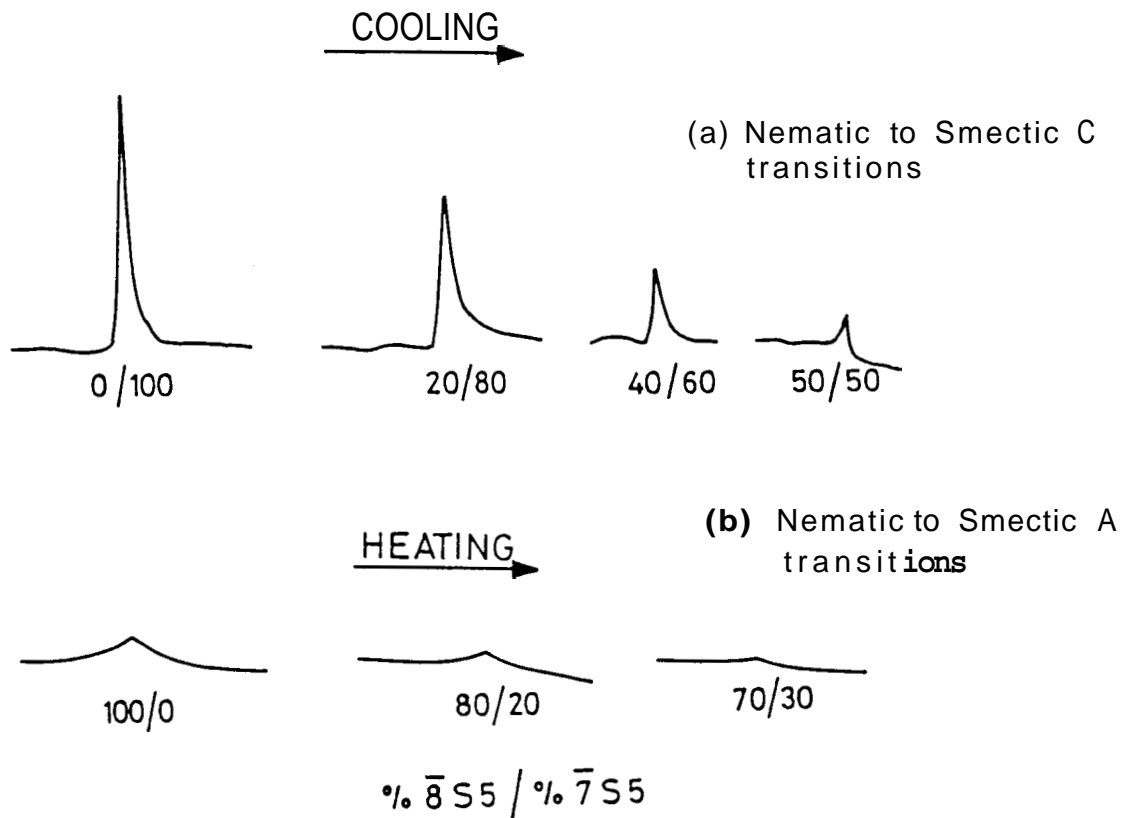 COOLING
(a) Nematic to Smectic C
transitions
0/100
20/80
40/60
50/50
(b) Nematic to Smectic A
transitions
HEATING
100/0
80/20
70/30
% 8̅S5 / % 7̅S5